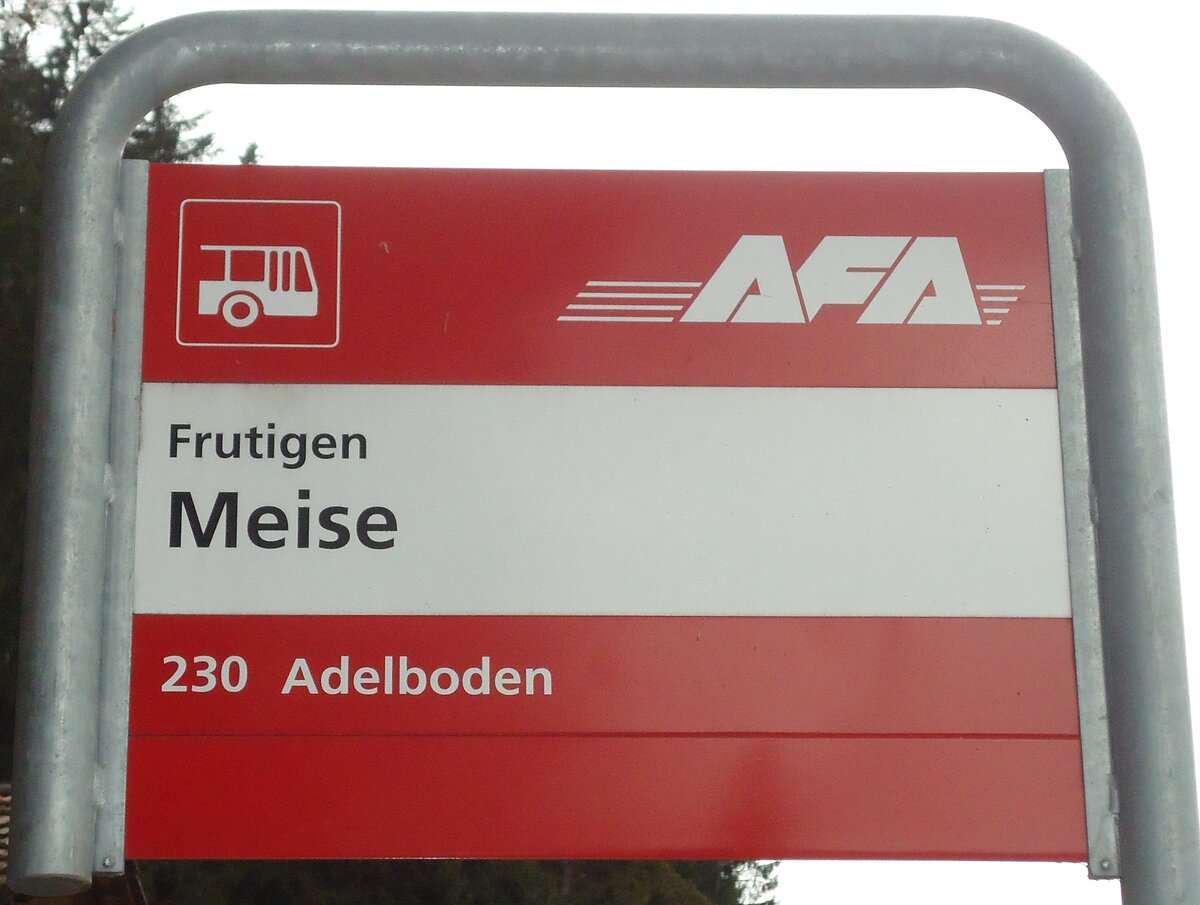 AFA
Frutigen
Meise
230 Adelboden